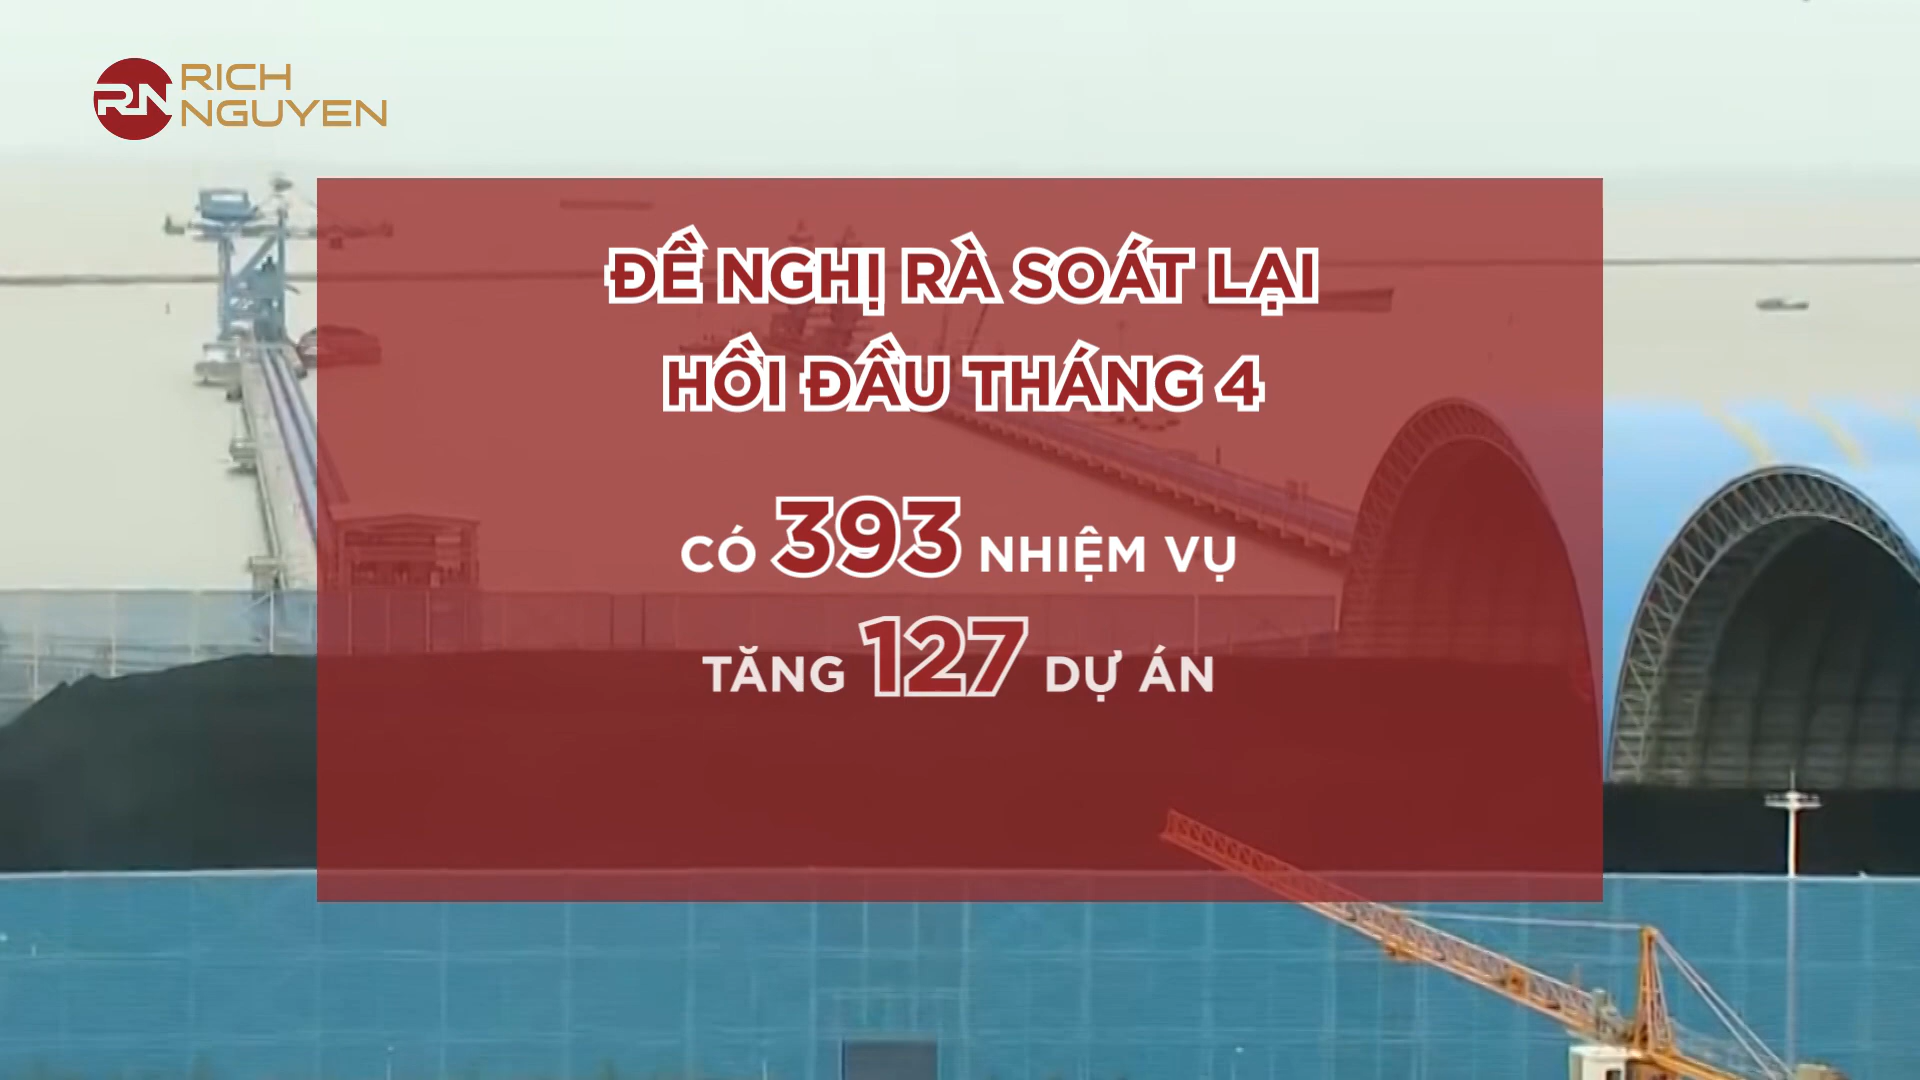 RN RICH
NGUYEN
ĐỀ NGHỊ RÀ SOÁT LẠI
HỒI ĐẦU THÁNG 4
CÓ 393 NHIỆM VỤ
TĂNG 127 DỰ ÁN